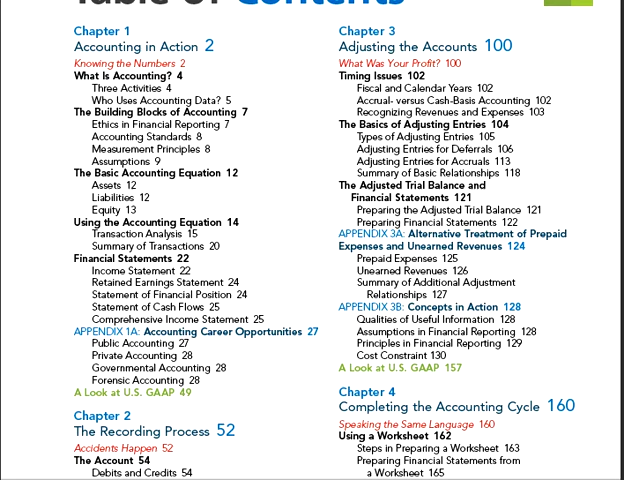 Table of Contents
Chapter 1
Accounting in Action 2
Knowing the Numbers 2
What Is Accounting? 4
Three Activities 4
Who Uses Accounting Data? 5
The Building Blocks of Accounting 7
Ethics in Financial Reporting 7
Accounting Standards 8
Measurement Principles 8
Assumptions 9
The Basic Accounting Equation 12
Assets 12
Liabilities 12
Equity 13
Using the Accounting Equation 14
Transaction Analysis 15
Summary of Transactions 20
Financial Statements 22
Income Statement 22
Retained Earnings Statement 24
Statement of Financial Position 24
Statement of Cash Flows 25
Comprehensive Income Statement 25
APPENDIX 1A: Accounting Career Opportunities 27
Public Accounting 27
Private Accounting 28
Governmental Accounting 28
Forensic Accounting 28
A Look at U.S. GAAP 49
Chapter 2
The Recording Process 52
Accidents Happen 52
The Account 54
Debits and Credits 54
Chapter 3
Adjusting the Accounts 100
What Was Your Profit? 100
Timing Issues 102
Fiscal and Calendar Years 102
Accrual- versus Cash-Basis Accounting 102
Recognizing Revenues and Expenses 103
The Basics of Adjusting Entries 104
Types of Adjusting Entries 105
Adjusting Entries for Deferrals 106
Adjusting Entries for Accruals 113
Summary of Basic Relationships 118
The Adjusted Trial Balance and
Financial Statements 121
Preparing the Adjusted Trial Balance 121
Preparing Financial Statements 122
APPENDIX 3A: Alternative Treatment of Prepaid
Expenses and Unearned Revenues 124
Prepaid Expenses 125
Unearned Revenues 126
Summary of Additional Adjustment
Relationships 127
APPENDIX 3B: Concepts in Action 128
Qualities of Useful Information 128
Assumptions in Financial Reporting 128
Principles in Financial Reporting 129
Cost Constraint 130
A Look at U.S. GAAP 157
Chapter 4
Completing the Accounting Cycle 160
Speaking the Same Language 160
Using a Worksheet 162
Steps in Preparing a Worksheet 163
Preparing Financial Statements from
a Worksheet 165